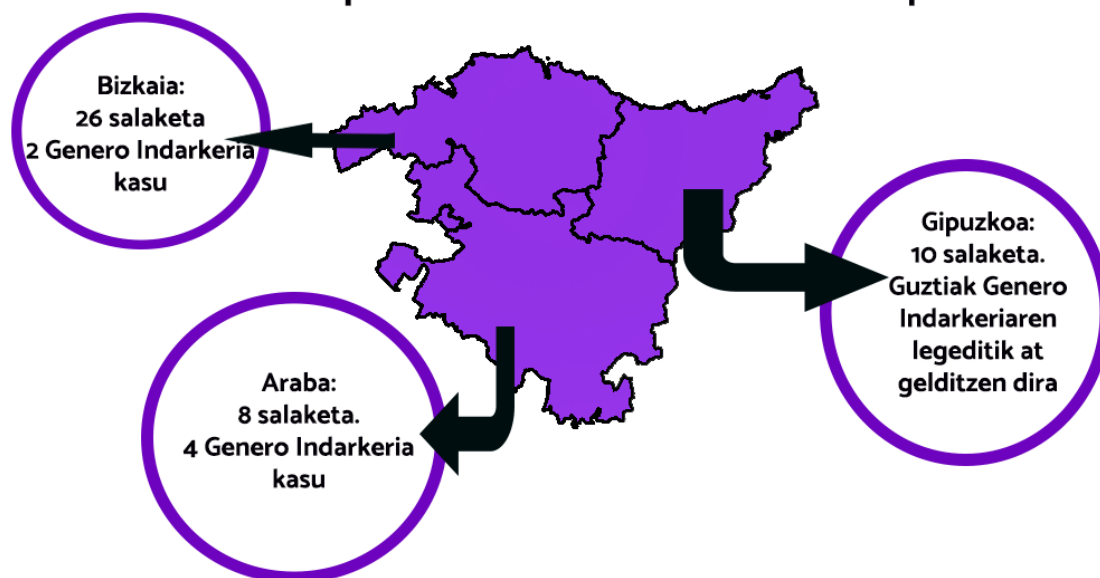 Bizkaia:
26 salaketa
2 Genero Indarkeria
kasu
Gipuzkoa:
10 salaketa.
Guztiak Genero
Indarkeriaren
legeditik at
gelditzen dira
Araba:
8 salaketa.
4 Genero Indarkeria
kasu